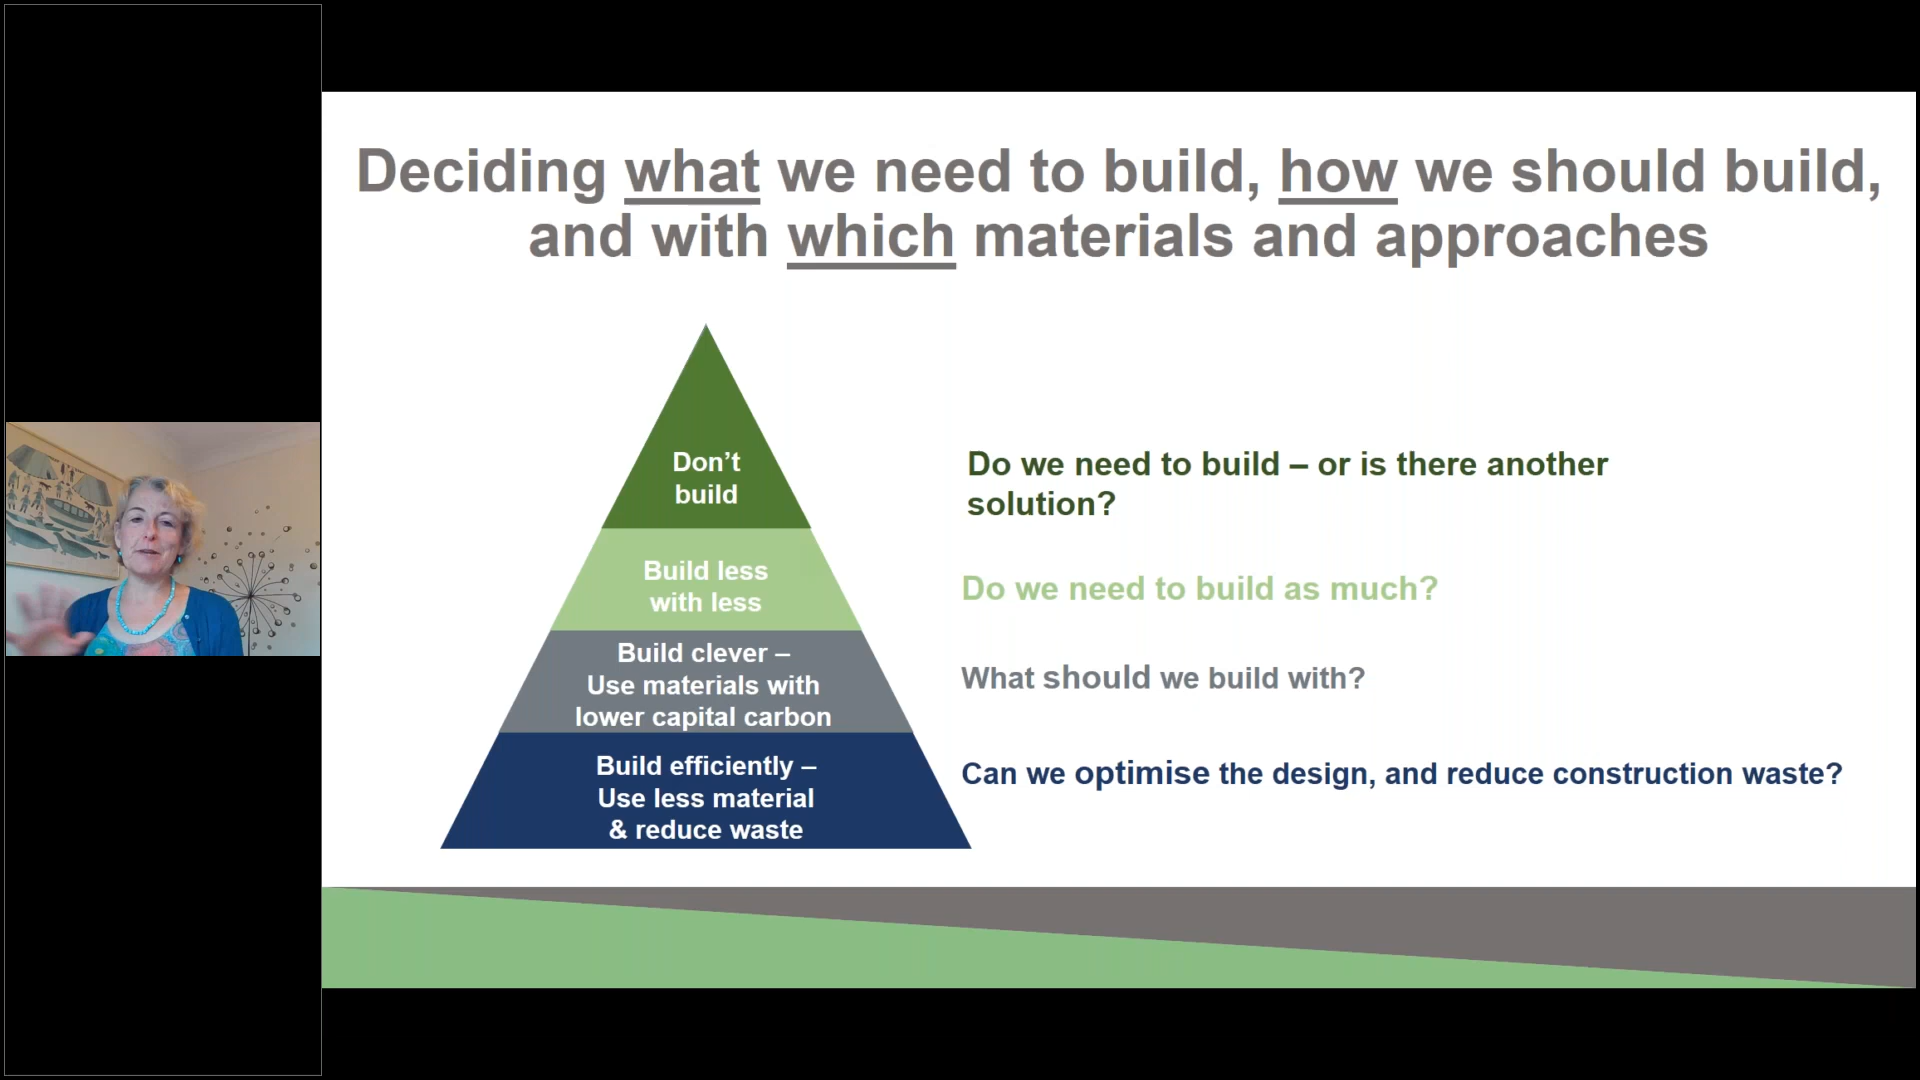 Deciding what we need to build, how we should build,
and with which materials and approaches
Don’t
build
Do we need to build – or is there another
solution?
Build less
with less
Do we need to build as much?
Build clever –
Use materials with
lower capital carbon
What should we build with?
Build efficiently –
Use less material
& reduce waste
Can we optimise the design, and reduce construction waste?